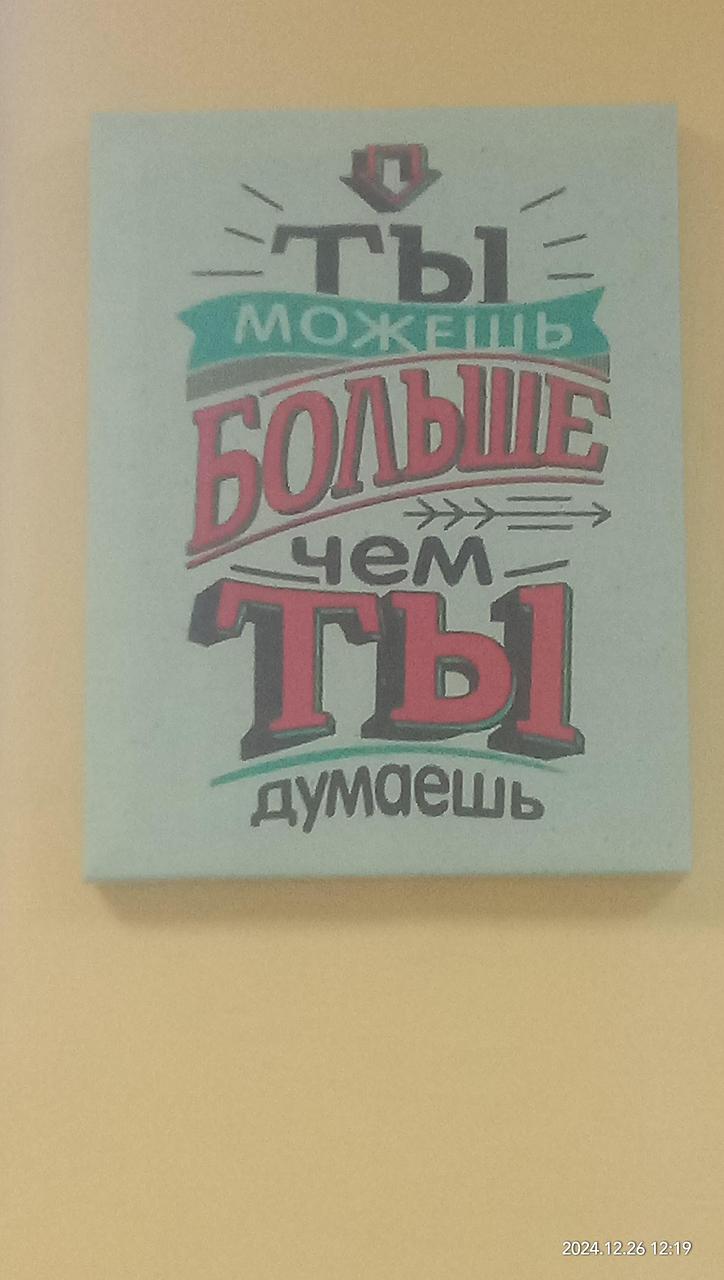 ТЫ
МОЖЕШЬ
БОЛЬШЕ
чем
ТЫ
думаешь
2024.12.26 12:19